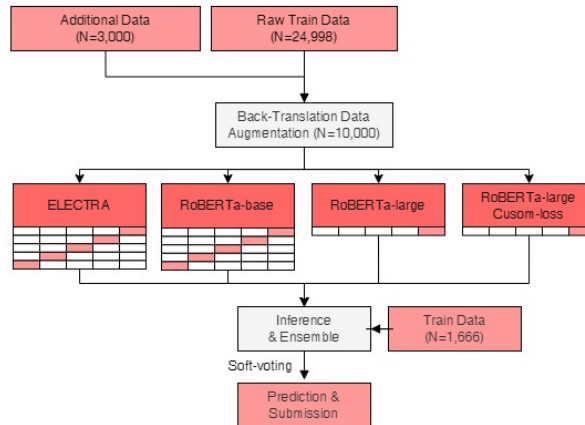 Additional Data
(N=3,000)
Raw Train Data
(N=24,998)
Back-Translation Data
Augmentation (N=10,000)
ELECTRA
RoBERTa-base
RoBERTa-large
RoBERTa-large
Cusom-loss
Inference
& Ensemble
Train Data
(N=1,666)
Soft-voting
Prediction &
Submission